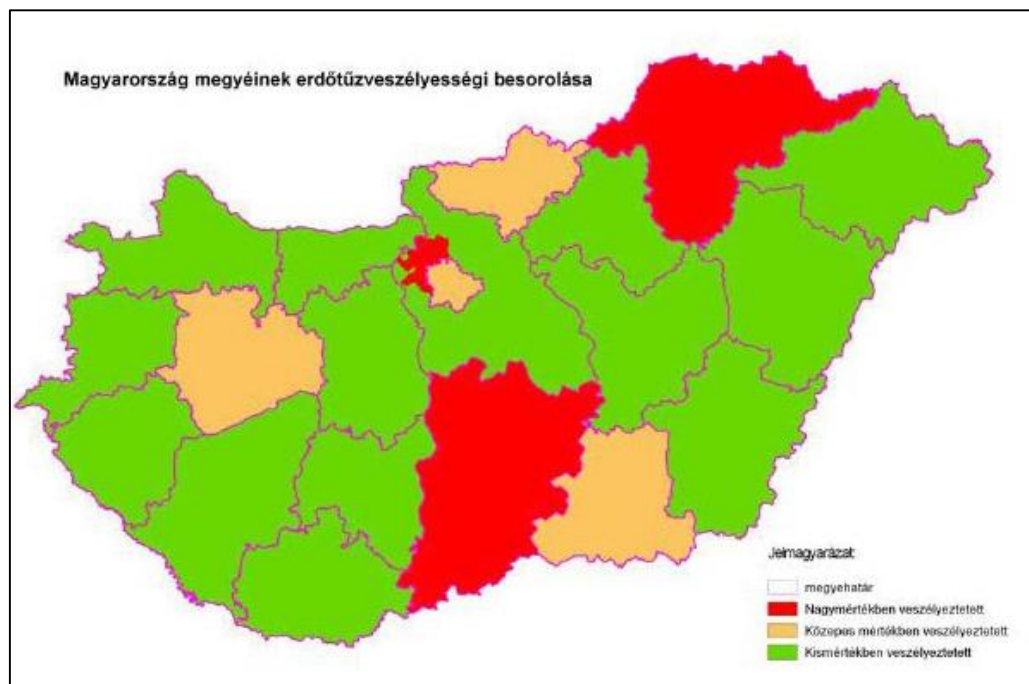 Magyarország megyéinek erdőtűzveszélyességi besorolása
Jelmagyarázat:
megyehatár
Nagymértékben veszélyeztetett
Közepes mértékben veszélyeztetett
Kismértékben veszélyeztetett